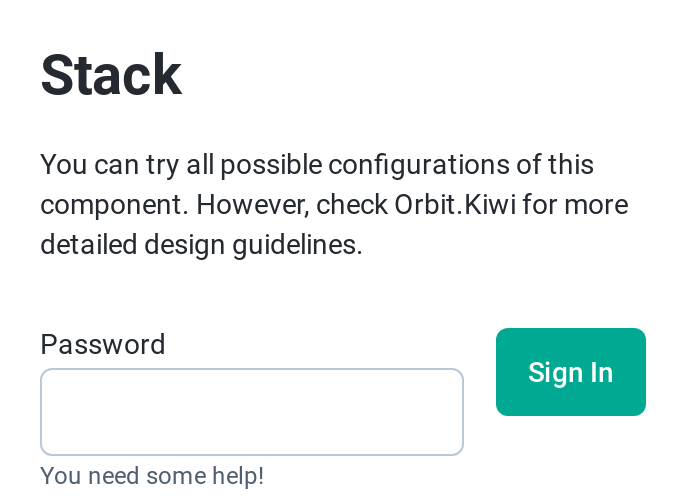 Stack
You can try all possible configurations of this
component. However, check Orbit.Kiwi for more
detailed design guidelines.
Password
Sign In
You need some help!